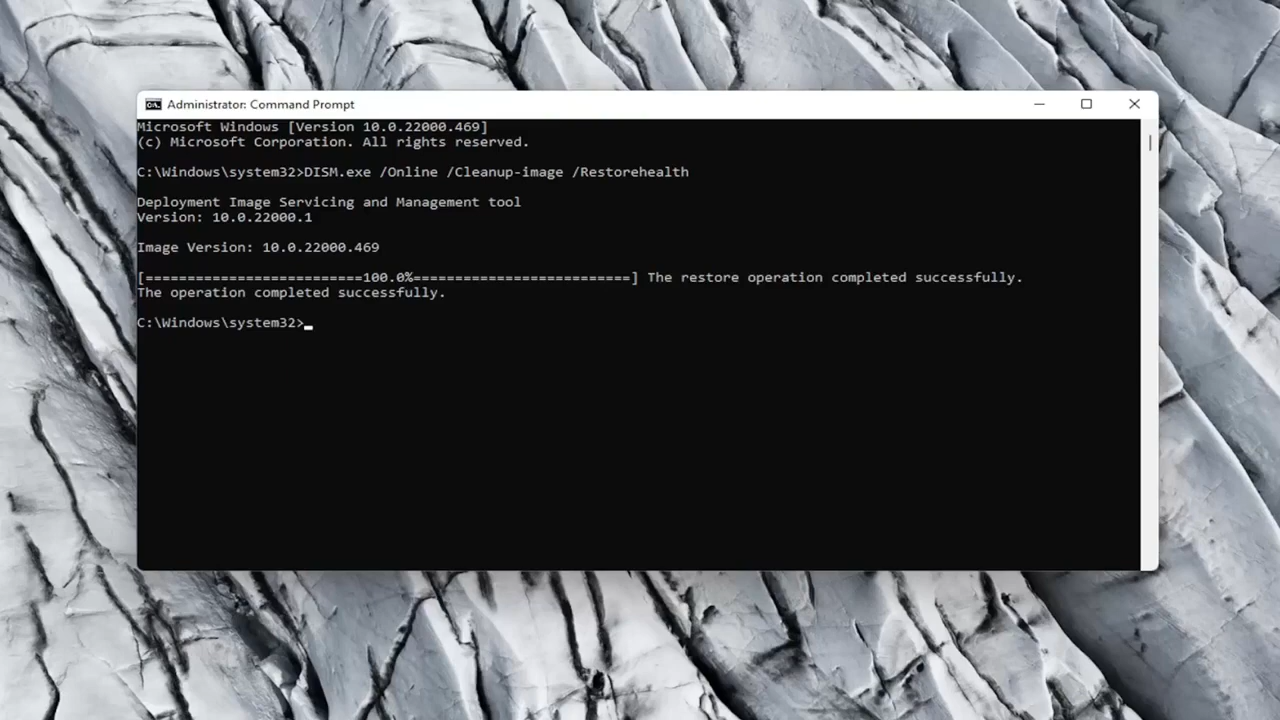 Administrator: Command Prompt
Microsoft Windows [Version 10.0.22000.469]
(c) Microsoft Corporation. All rights reserved.
C:\Windows\system32>DISM.exe /Online /Cleanup-image /Restorehealth
Deployment Image Servicing and Management tool
Version: 10.0.22000.1
Image Version: 10.0.22000.469
[==========================100.0%==========================] The restore operation completed successfully.
The operation completed successfully.
C:\Windows\system32>